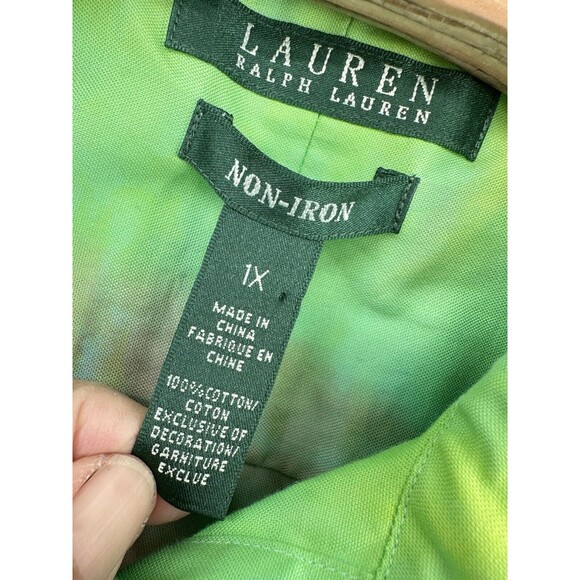 LAUREN
RALPH LAUREN
NON-IRON
1X
MADE IN
CHINA
FABRIQUE EN
CHINE
100%COTTON/
COTON
EXCLUSIVE OF
DECORATION/
GARNITURE
EXCLUE